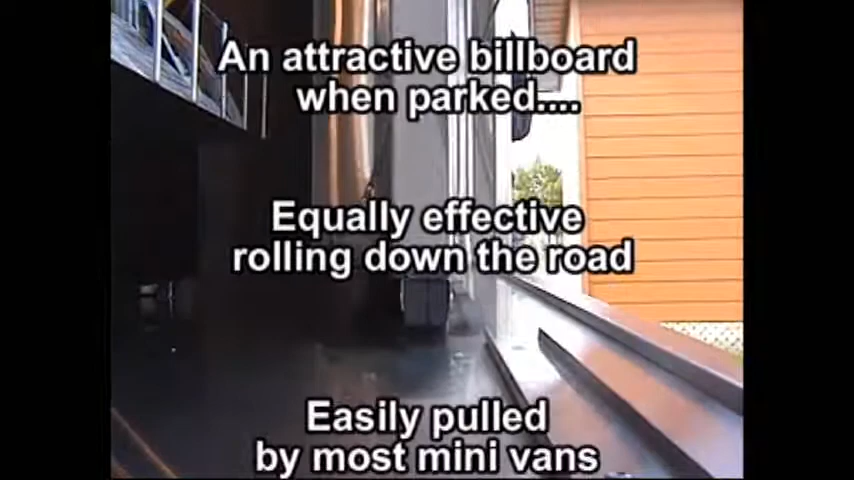 An attractive billboard
when parked....
Equally effective
rolling down the road
Easily pulled
by most mini vans